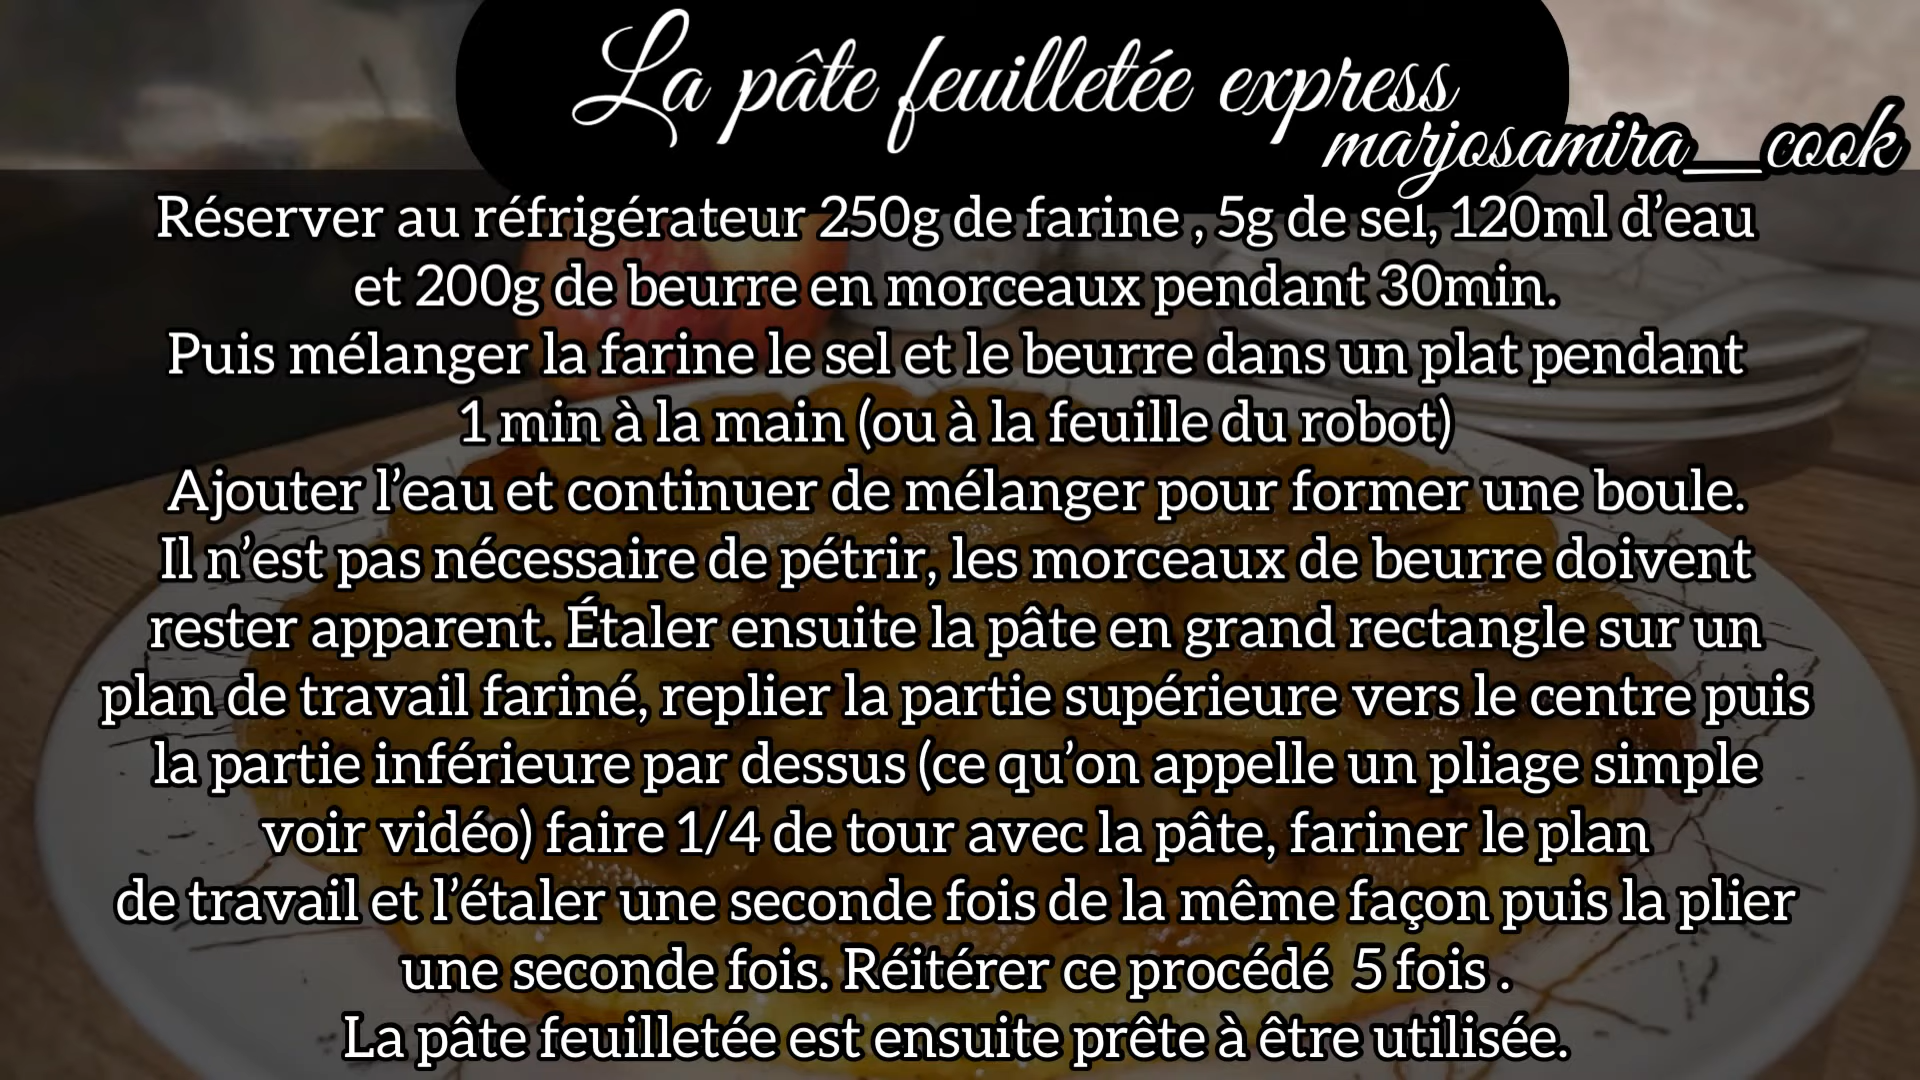 La pâte feuilletée express
marjosamira__cook
Réserver au réfrigérateur 250g de farine , 5g de sel, 120ml d’eau
et 200g de beurre en morceaux pendant 30min.
Puis mélanger la farine le sel et le beurre dans un plat pendant
1 min à la main (ou à la feuille du robot)
Ajouter l’eau et continuer de mélanger pour former une boule.
Il n’est pas nécessaire de pétrir, les morceaux de beurre doivent
rester apparent. Étaler ensuite la pâte en grand rectangle sur un
plan de travail fariné, replier la partie supérieure vers le centre puis
la partie inférieure par dessus (ce qu’on appelle un pliage simple
voir vidéo) faire 1/4 de tour avec la pâte, fariner le plan
de travail et l’étaler une seconde fois de la même façon puis la plier
une seconde fois. Réitérer ce procédé 5 fois .
La pâte feuilletée est ensuite prête à être utilisée.